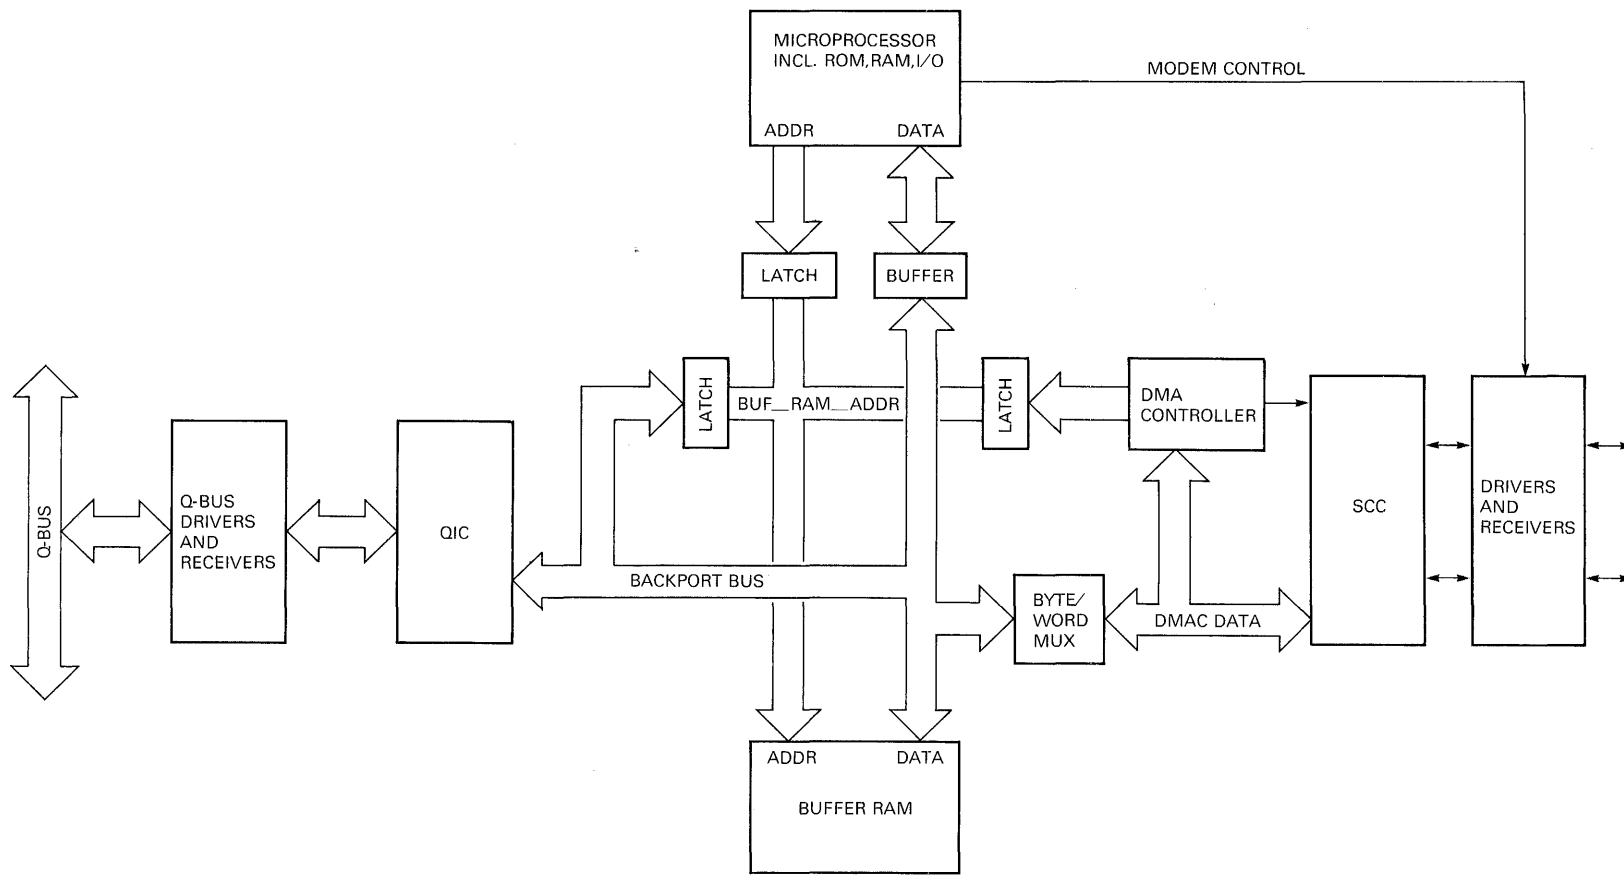 MICROPROCESSOR
INCL. ROM,RAM,I/O
ADDR DATA
MODEM CONTROL
LATCH
BUFFER
LATCH
BUF_RAM_ADDR
LATCH
DMA
CONTROLLER
Q-BUS
Q-BUS
DRIVERS
AND
RECEIVERS
QIC
BACKPORT BUS
BYTE/
WORD
MUX
DMAC DATA
SCC
DRIVERS
AND
RECEIVERS
ADDR DATA
BUFFER RAM